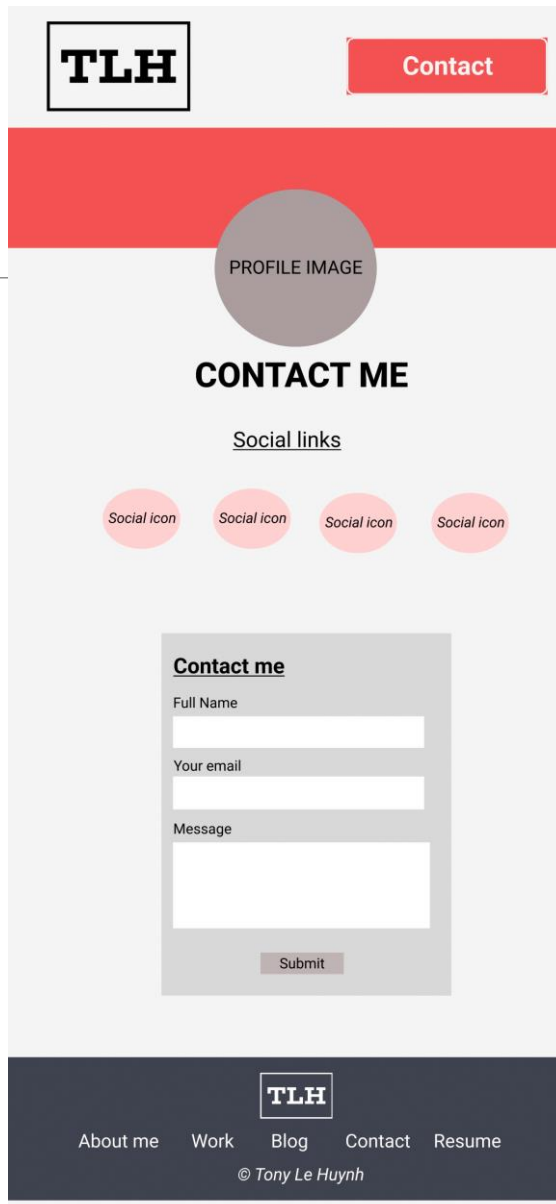 TLH
Contact
PROFILE IMAGE
CONTACT ME
Social links
Social icon Social icon Social icon Social icon
Contact me
Full Name
Your email
Message
Submit
TLH
About me Work Blog Contact Resume
© Tony Le Huynh